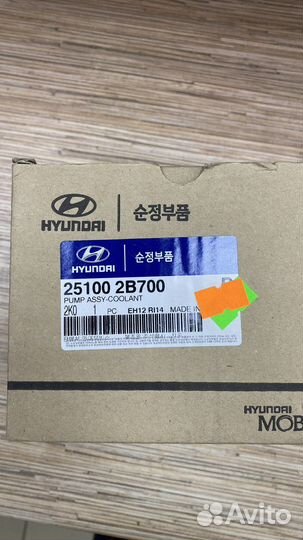 HYUNDAI
순정부품
HYUNDAI
순정부품
25100 2B700
PUMP ASSY-COOLANT
2K0 1 PC EH12 RI14 MADE IN
HYUNDAI
MOB
Avito